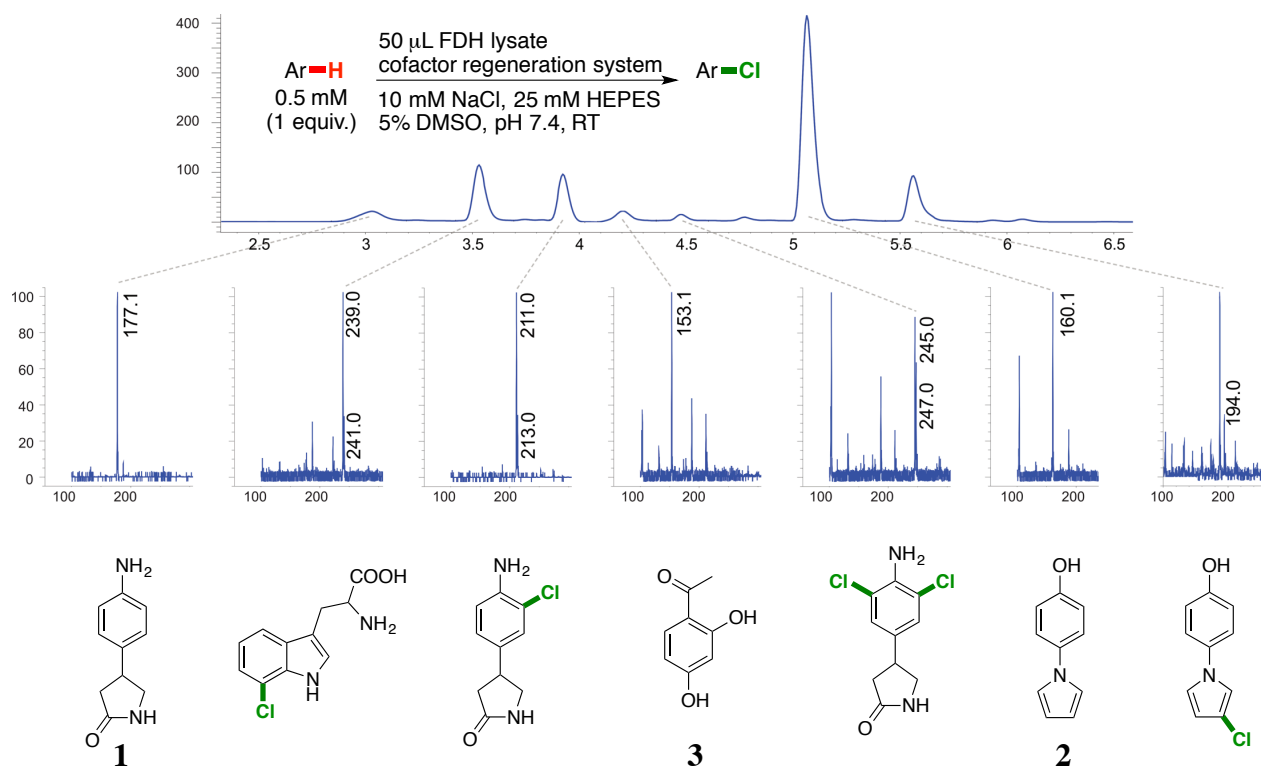 400
300
200
100
Ar H
0.5 mM
(1 equiv.)
50 μL FDH lysate
cofactor regeneration system
10 mM NaCl, 25 mM HEPES
5% DMSO, pH 7.4, RT
Ar Cl
2.5 3 3.5 4 4.5 5 5.5 6 6.5
100
80
60
40
20
0
177.1
100 200
239.0
241.0
100 200
211.0
213.0
100 200
153.1
100 200
245.0
247.0
100 200
160.1
100 200
194.0
100 200
NH2
O
NH
1
COOH
NH2
N
H
Cl
NH2
Cl
O
NH
O
OH
OH
3
NH2
Cl Cl
O
NH
OH
N
2
OH
N
Cl